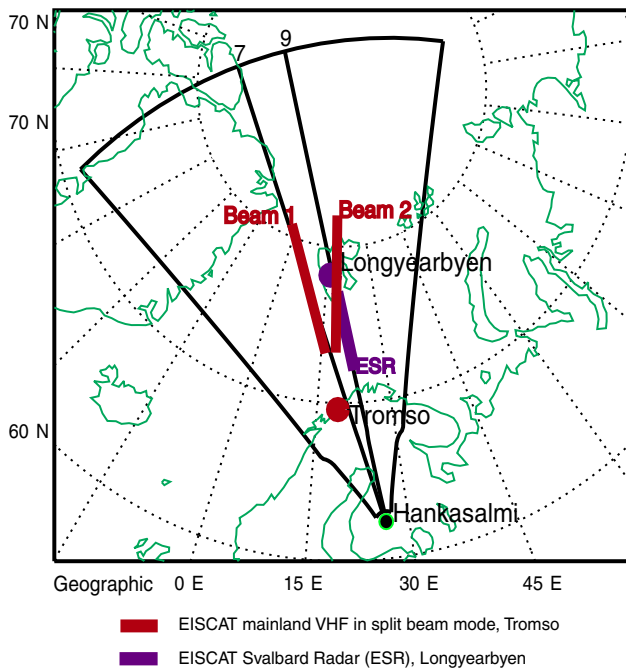 70 N
7
9
70 N
Beam 1
Beam 2
Longyearbyen
ESR
Tromso
60 N
Hankasalmi
Geographic 0 E 15 E 30 E 45 E
EISCAT mainland VHF in split beam mode, Tromso
EISCAT Svalbard Radar (ESR), Longyearbyen